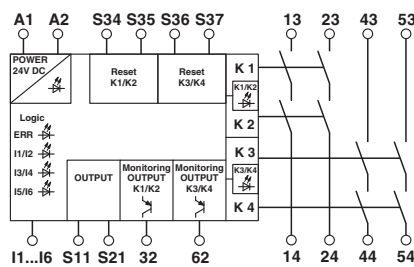 A1 A2 S34 S35 S36 S37 13 23 43 53
POWER
24V DC
Reset
K1/K2
Reset
K3/K4
K 1
K1/K2
K 2
Logic
ERR
I1/I2
I3/I4
I5/I6
OUTPUT
Monitoring
OUTPUT
K1/K2
Monitoring
OUTPUT
K3/K4
K 3
K3/K4
K 4
I1...I6 S11 S21 32 62 14 24 44 54